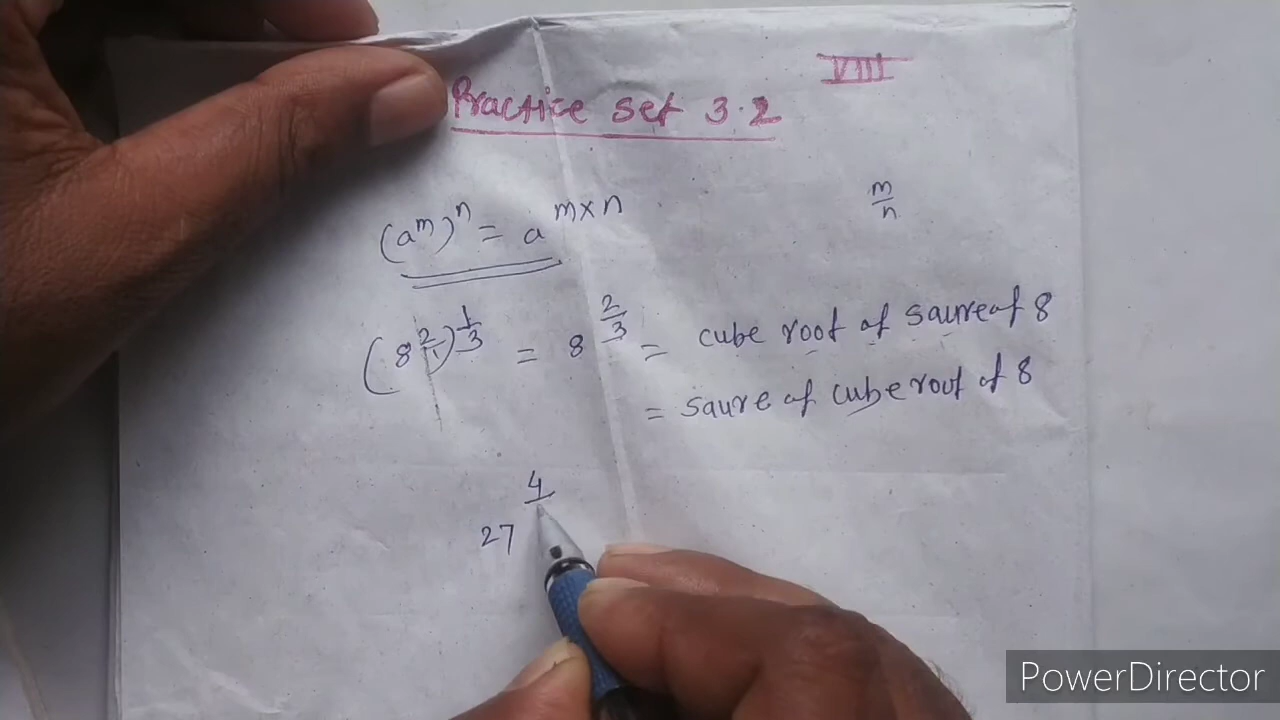 VIII
Practice Set 3.2
(a^m)^n = a^(m×n)
m/n
(8^(2/1))^(1/3) = 8^(2/3) = cube root of saure of 8
= saure of cube root of 8
27^(4/
PowerDirector